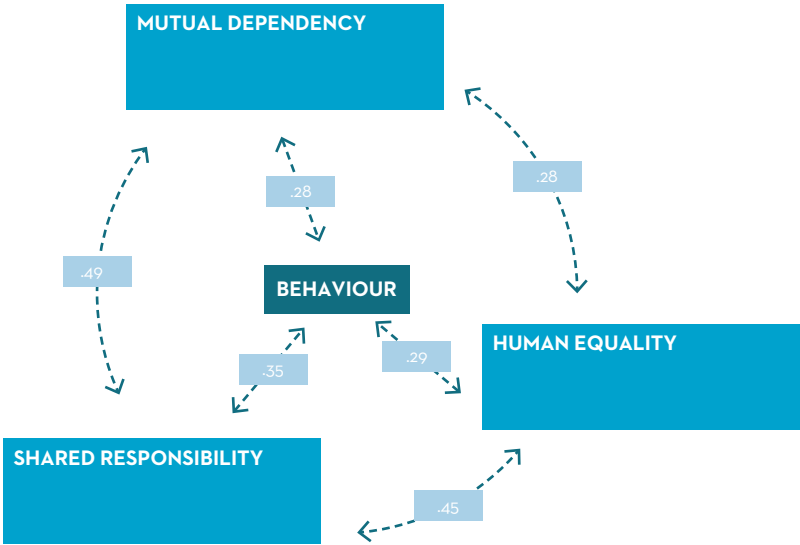 MUTUAL DEPENDENCY
.28
.28
.49
BEHAVIOUR
HUMAN EQUALITY
.29
.35
SHARED RESPONSIBILITY
.45